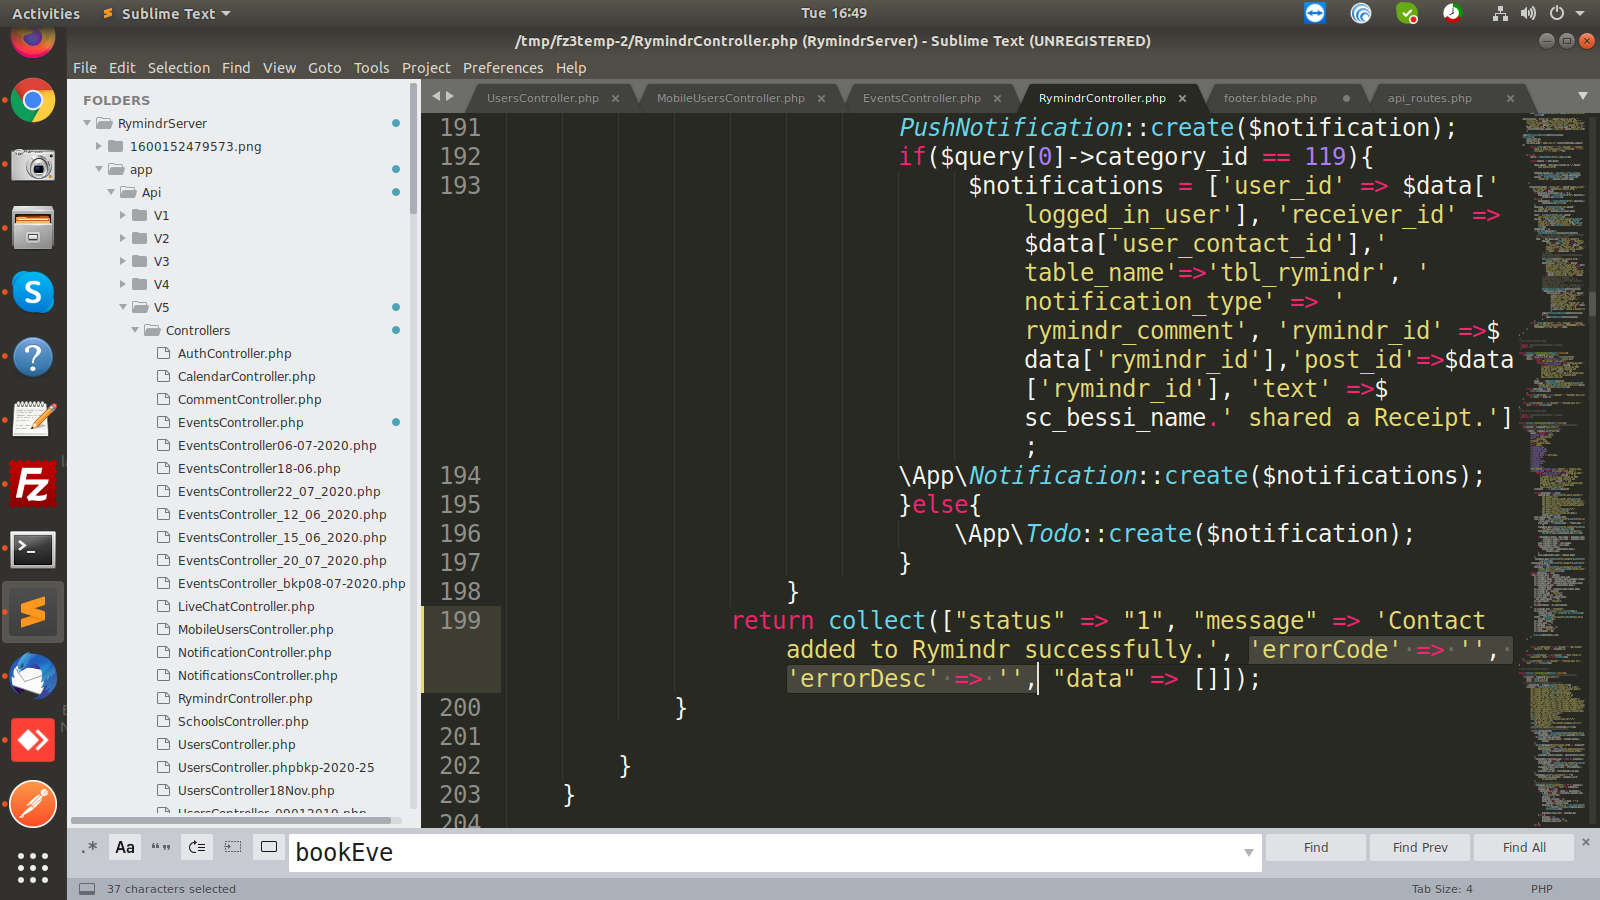 Activities
Sublime Text
Tue 16:49
/tmp/fz3temp-2/RymindrController.php (RymindrServer) - Sublime Text (UNREGISTERED)
File Edit Selection Find View Goto Tools Project Preferences Help
FOLDERS
RymindrServer
1600152479573.png
app
Api
V1
V2
V3
V4
V5
Controllers
AuthController.php
CalendarController.php
CommentController.php
EventsController.php
EventsController06-07-2020.php
EventsController18-06.php
EventsController22_07_2020.php
EventsController_12_06_2020.php
EventsController_15_06_2020.php
EventsController_20_07_2020.php
EventsController_bkp08-07-2020.php
LiveChatController.php
MobileUsersController.php
NotificationController.php
NotificationsController.php
RymindrController.php
SchoolsController.php
UsersController.php
UsersController.phpbkp-2020-25
UsersController18Nov.php
UsersController_09012019.php
UsersController.php × MobileUsersController.php × EventsController.php × RymindrController.php × footer.blade.php api_routes.php ×
191 PushNotification::create($notification);
192 if($query[0]->category_id == 119){
193 $notifications = ['user_id' => $data['
logged_in_user'], 'receiver_id' =>
$data['user_contact_id'],'
table_name'=>'tbl_rymindr', '
notification_type' => '
rymindr_comment', 'rymindr_id' =>$
data['rymindr_id'],'post_id'=>$data
['rymindr_id'], 'text' =>$
sc_bessi_name.' shared a Receipt.']
;
194 \App\Notification::create($notifications);
195 }else{
196 \App\Todo::create($notification);
197 }
198 }
199 return collect(["status" => "1", "message" => 'Contact
added to Rymindr successfully.', 'errorCode' => '',
'errorDesc' => '', "data" => []]);
200 }
201
202 }
203 }
204
.* Aa “”
bookEve
Find
Find Prev
Find All
×
37 characters selected
Tab Size: 4
PHP